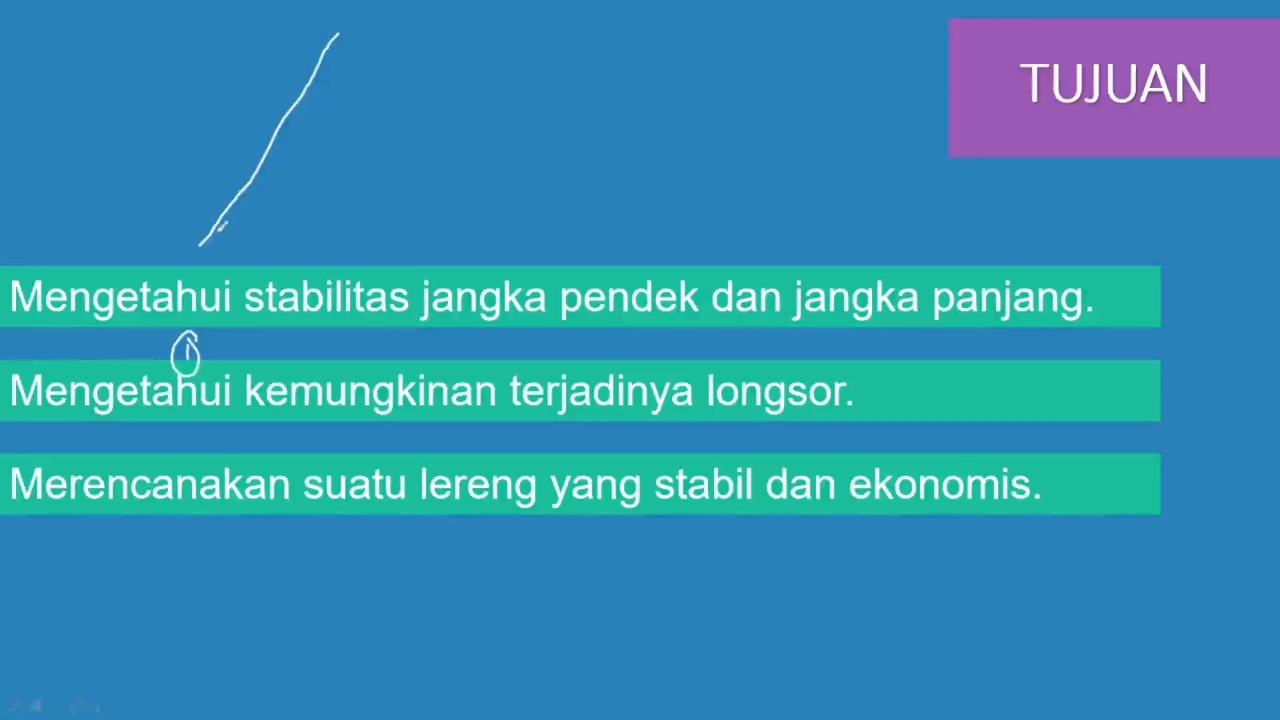 TUJUAN
Mengetahui stabilitas jangka pendek dan jangka panjang.
1
Mengetahui kemungkinan terjadinya longsor.
Merencanakan suatu lereng yang stabil dan ekonomis.